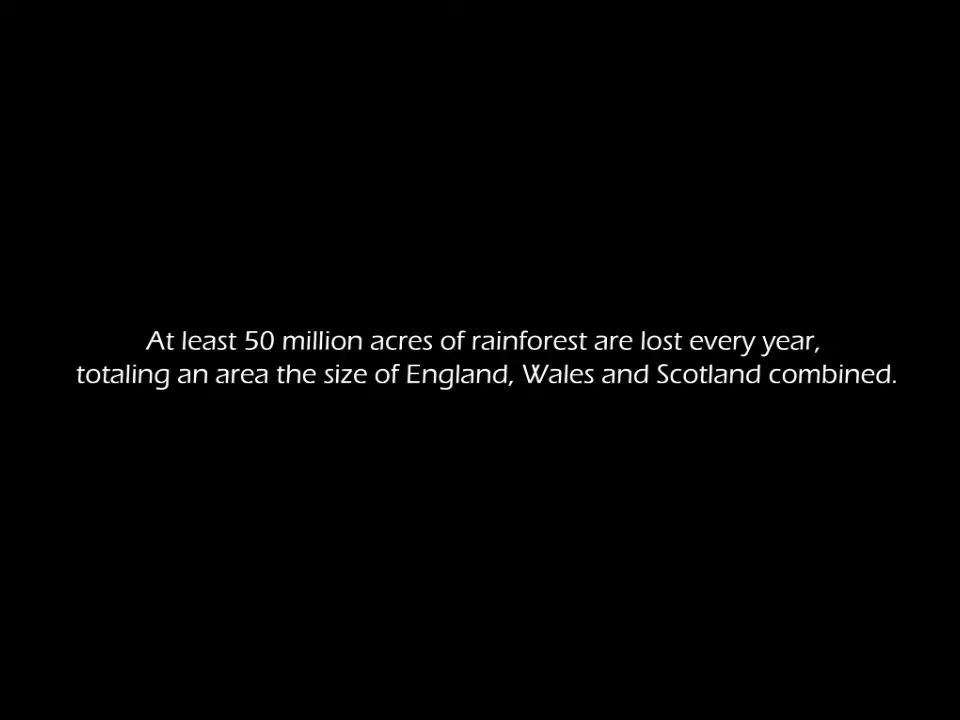 At least 50 million acres of rainforest are lost every year,
totaling an area the size of England, Wales and Scotland combined.